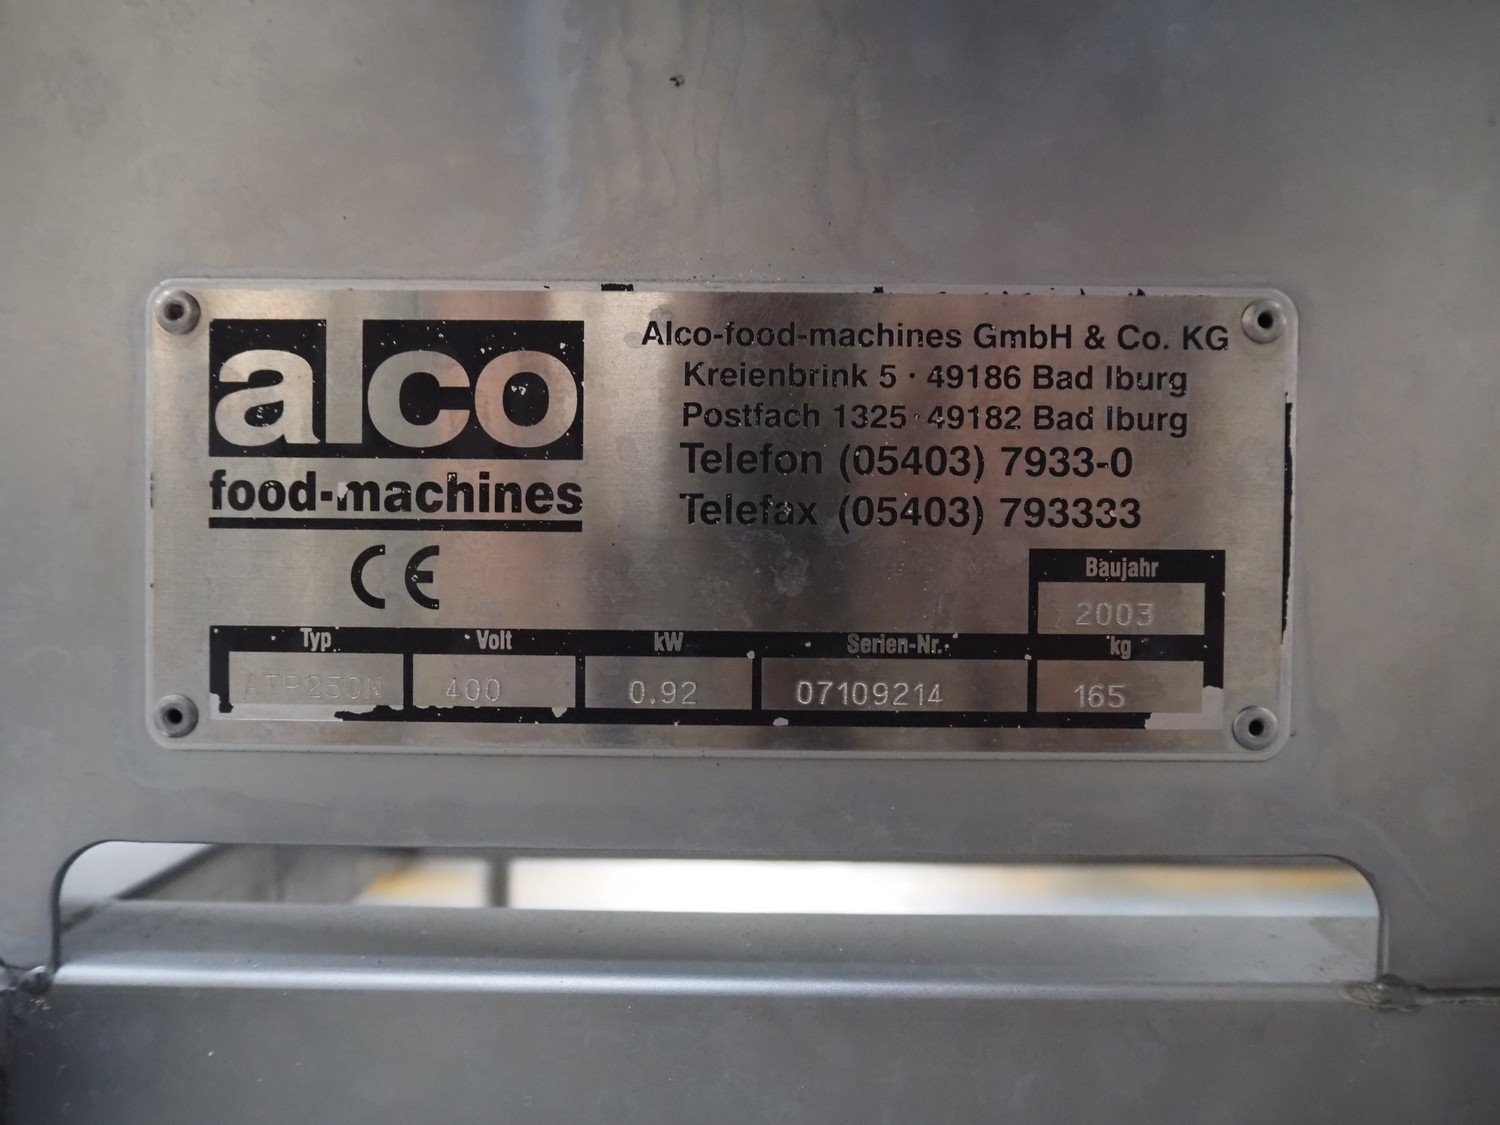 alco
food-machines
CE
Alco-food-machines GmbH & Co. KG
Kreienbrink 5 · 49186 Bad Iburg
Postfach 1325 · 49182 Bad Iburg
Telefon (05403) 7933-0
Telefax (05403) 793333
Baujahr
2003
Typ Volt kW Serien-Nr. kg
ATP250N 400 0.92 07109214 165